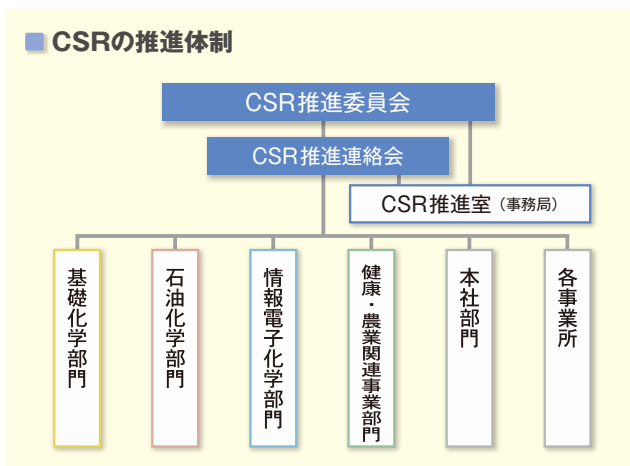 CSRの推進体制
CSR推進委員会
CSR推進連絡会
CSR推進室（事務局）
基礎化学部門
石油化学部門
情報電子化学部門
健康・農業関連事業部門
本社部門
各事業所